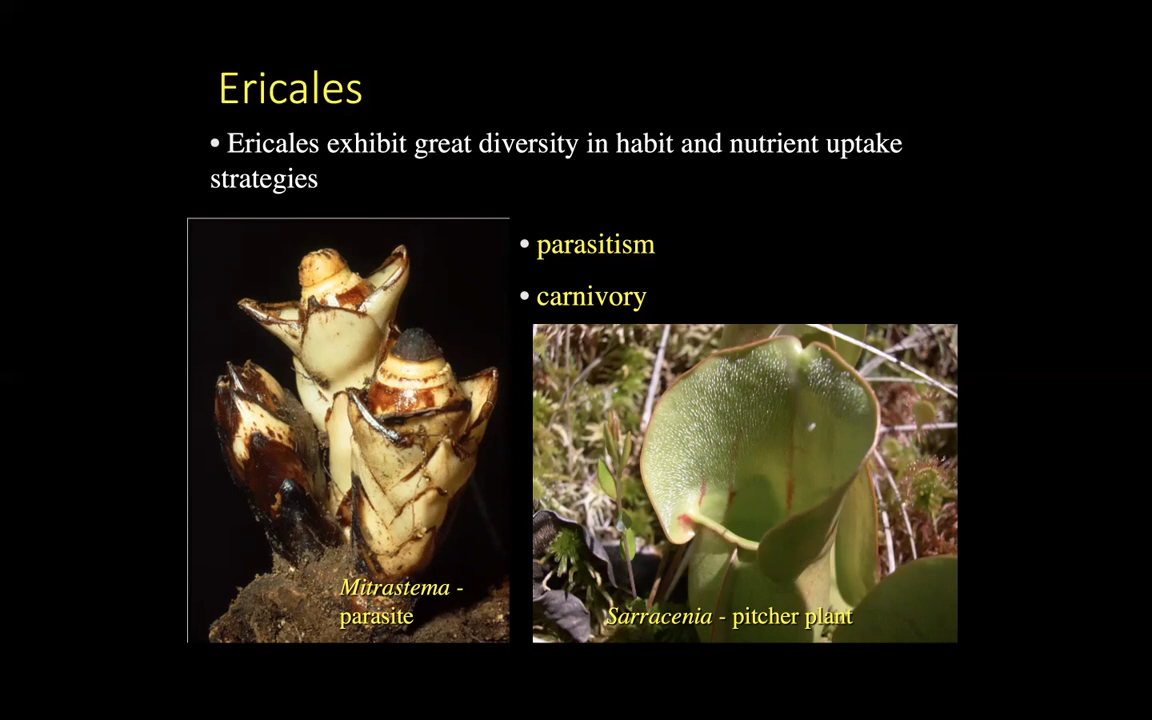 Ericales
• Ericales exhibit great diversity in habit and nutrient uptake
strategies
• parasitism
• carnivory
Mitrastema -
parasite
Sarracenia - pitcher plant